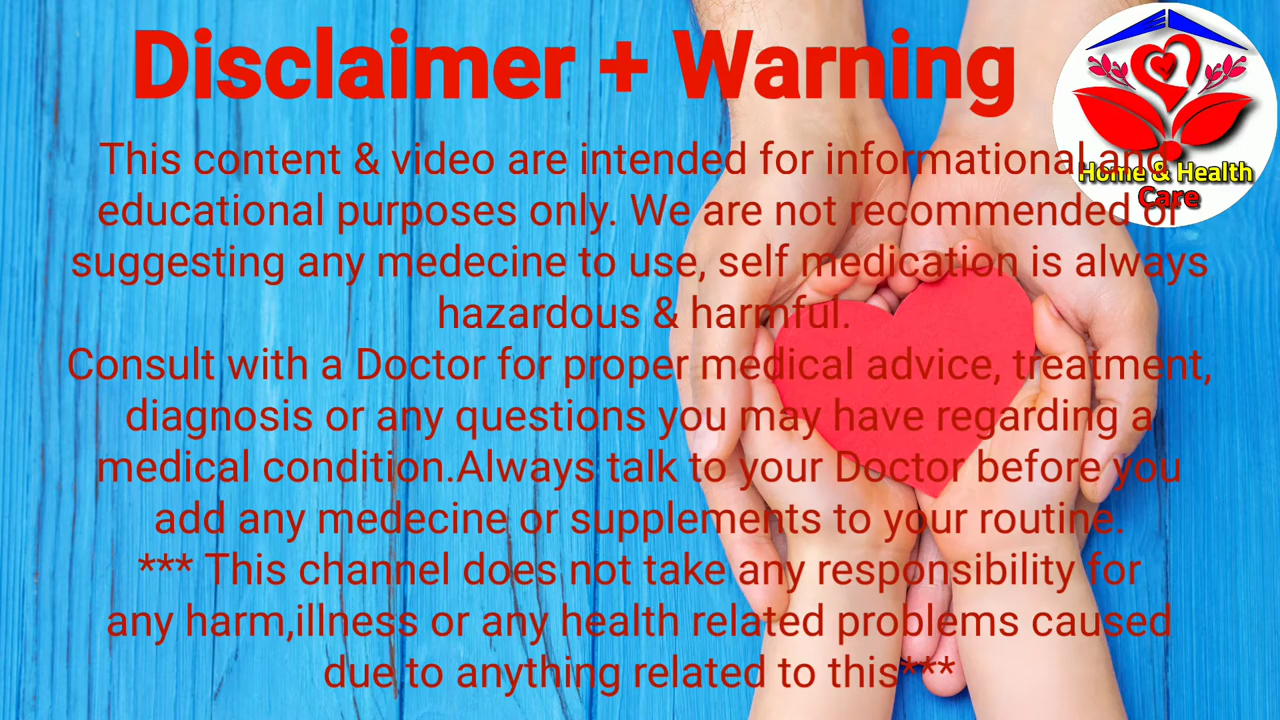 Disclaimer + Warning
This content & video are intended for informational and
educational purposes only. We are not recommended or
suggesting any medecine to use, self medication is always
hazardous & harmful.
Consult with a Doctor for proper medical advice, treatment,
diagnosis or any questions you may have regarding a
medical condition.Always talk to your Doctor before you
add any medecine or supplements to your routine.
*** This channel does not take any responsibility for
any harm,illness or any health related problems caused
due to anything related to this***
Home & Health
Care